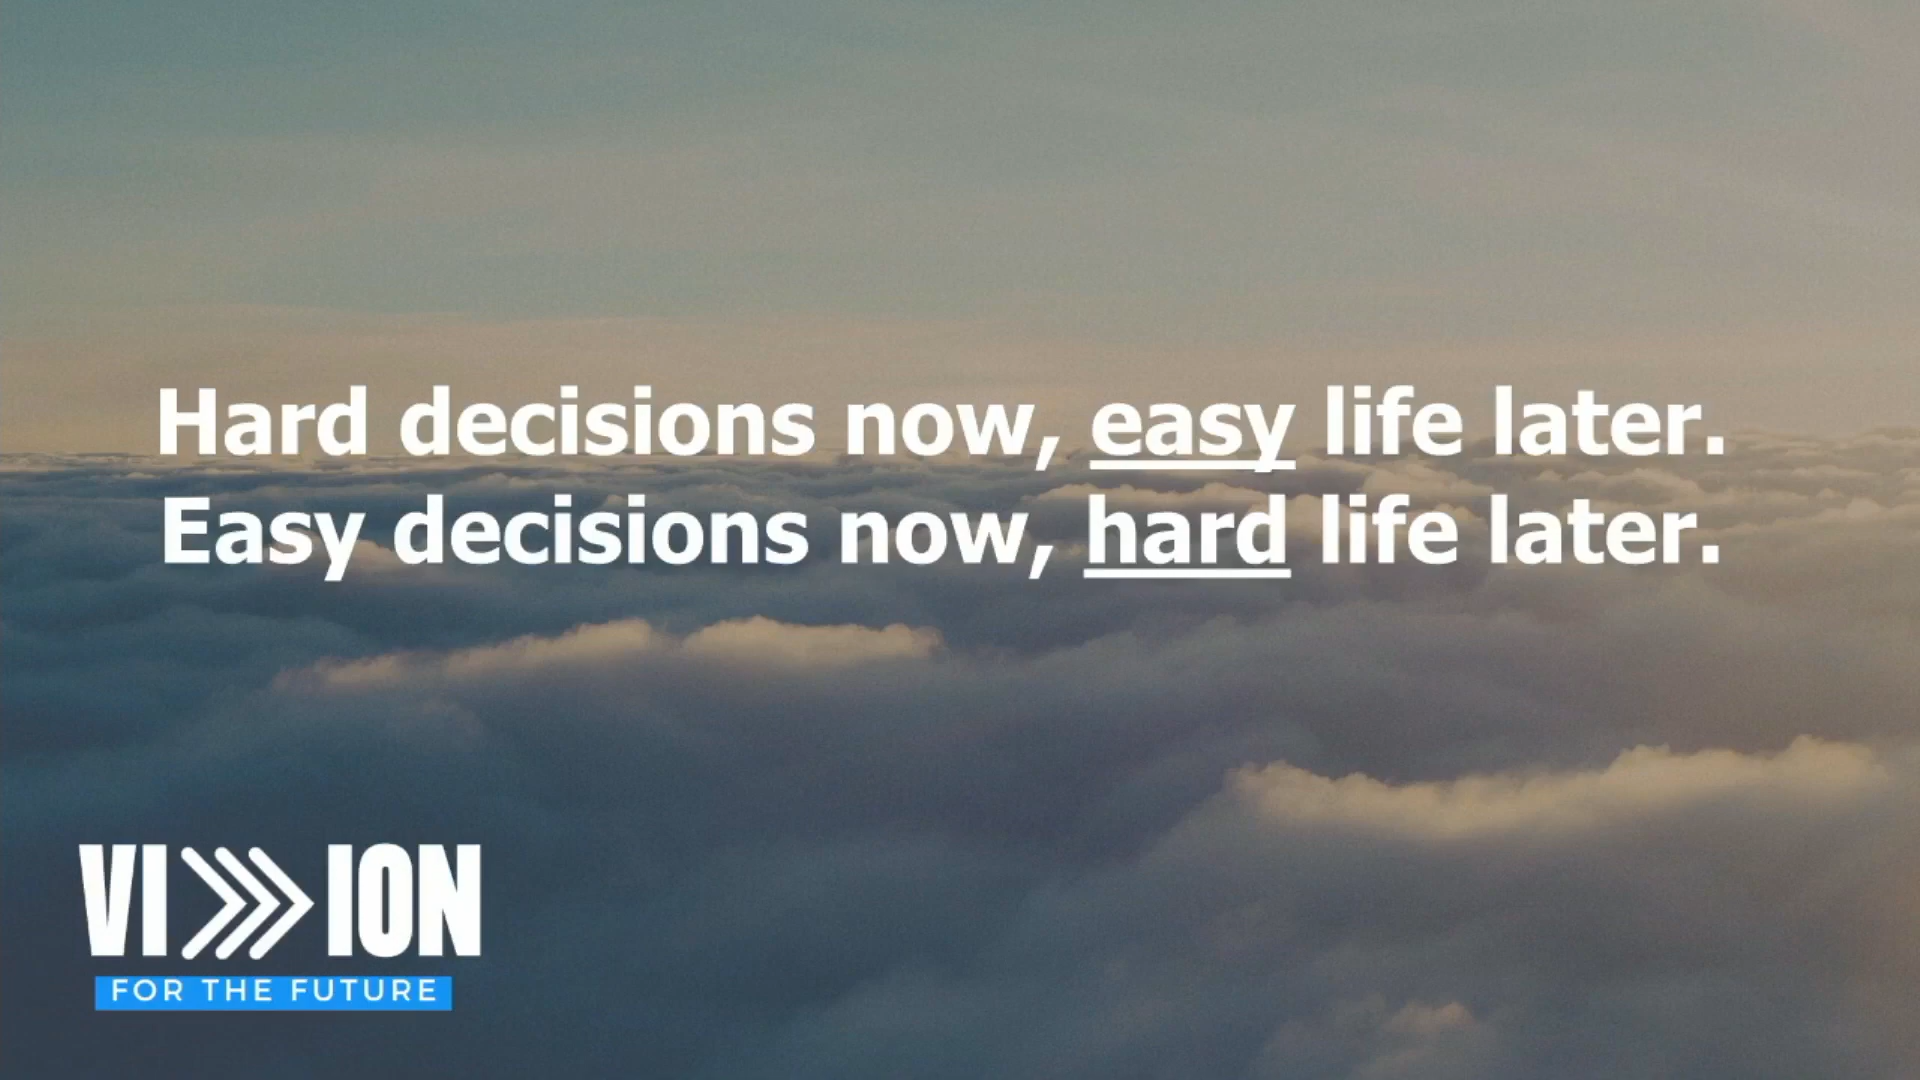 Hard decisions now, easy life later.
Easy decisions now, hard life later.
VI>>>ION
FOR THE FUTURE